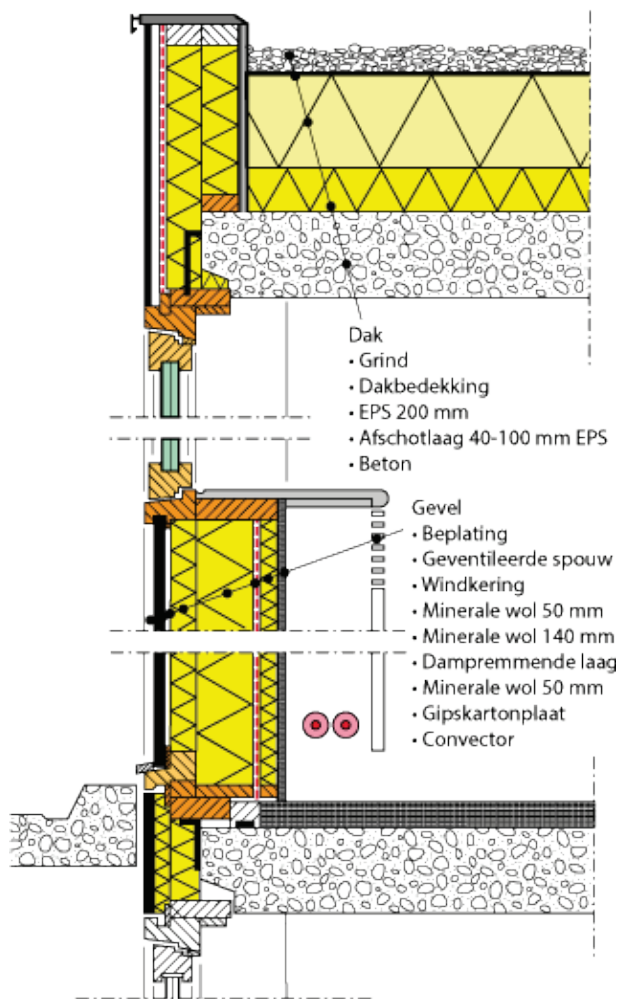 Dak
• Grind
• Dakbedekking
• EPS 200 mm
• Afschotlaag 40-100 mm EPS
• Beton
Gevel
• Beplating
• Geventileerde spouw
• Windkering
• Minerale wol 50 mm
• Minerale wol 140 mm
• Dampremmende laag
• Minerale wol 50 mm
• Gipskartonplaat
• Convector